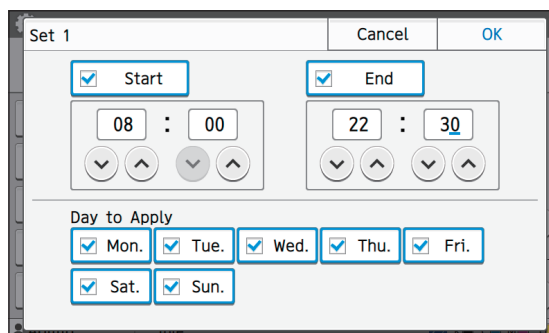 Set 1 Cancel OK
Start End
08 : 00 22 : 30
Day to Apply
Mon. Tue. Wed. Thu. Fri.
Sat. Sun.